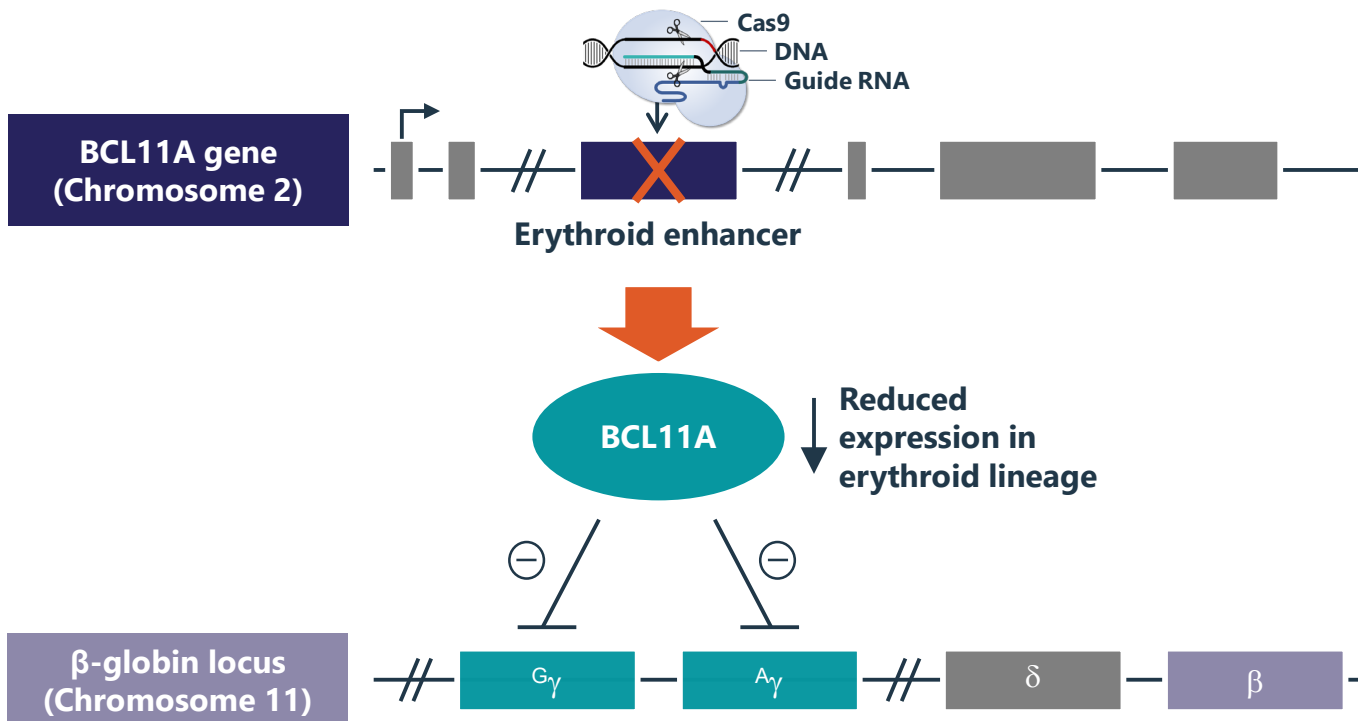 Cas9
DNA
Guide RNA
BCL11A gene
(Chromosome 2)
Erythroid enhancer
BCL11A
Reduced
expression in
erythroid lineage
β-globin locus
(Chromosome 11)
Gγ
Aγ
δ
β